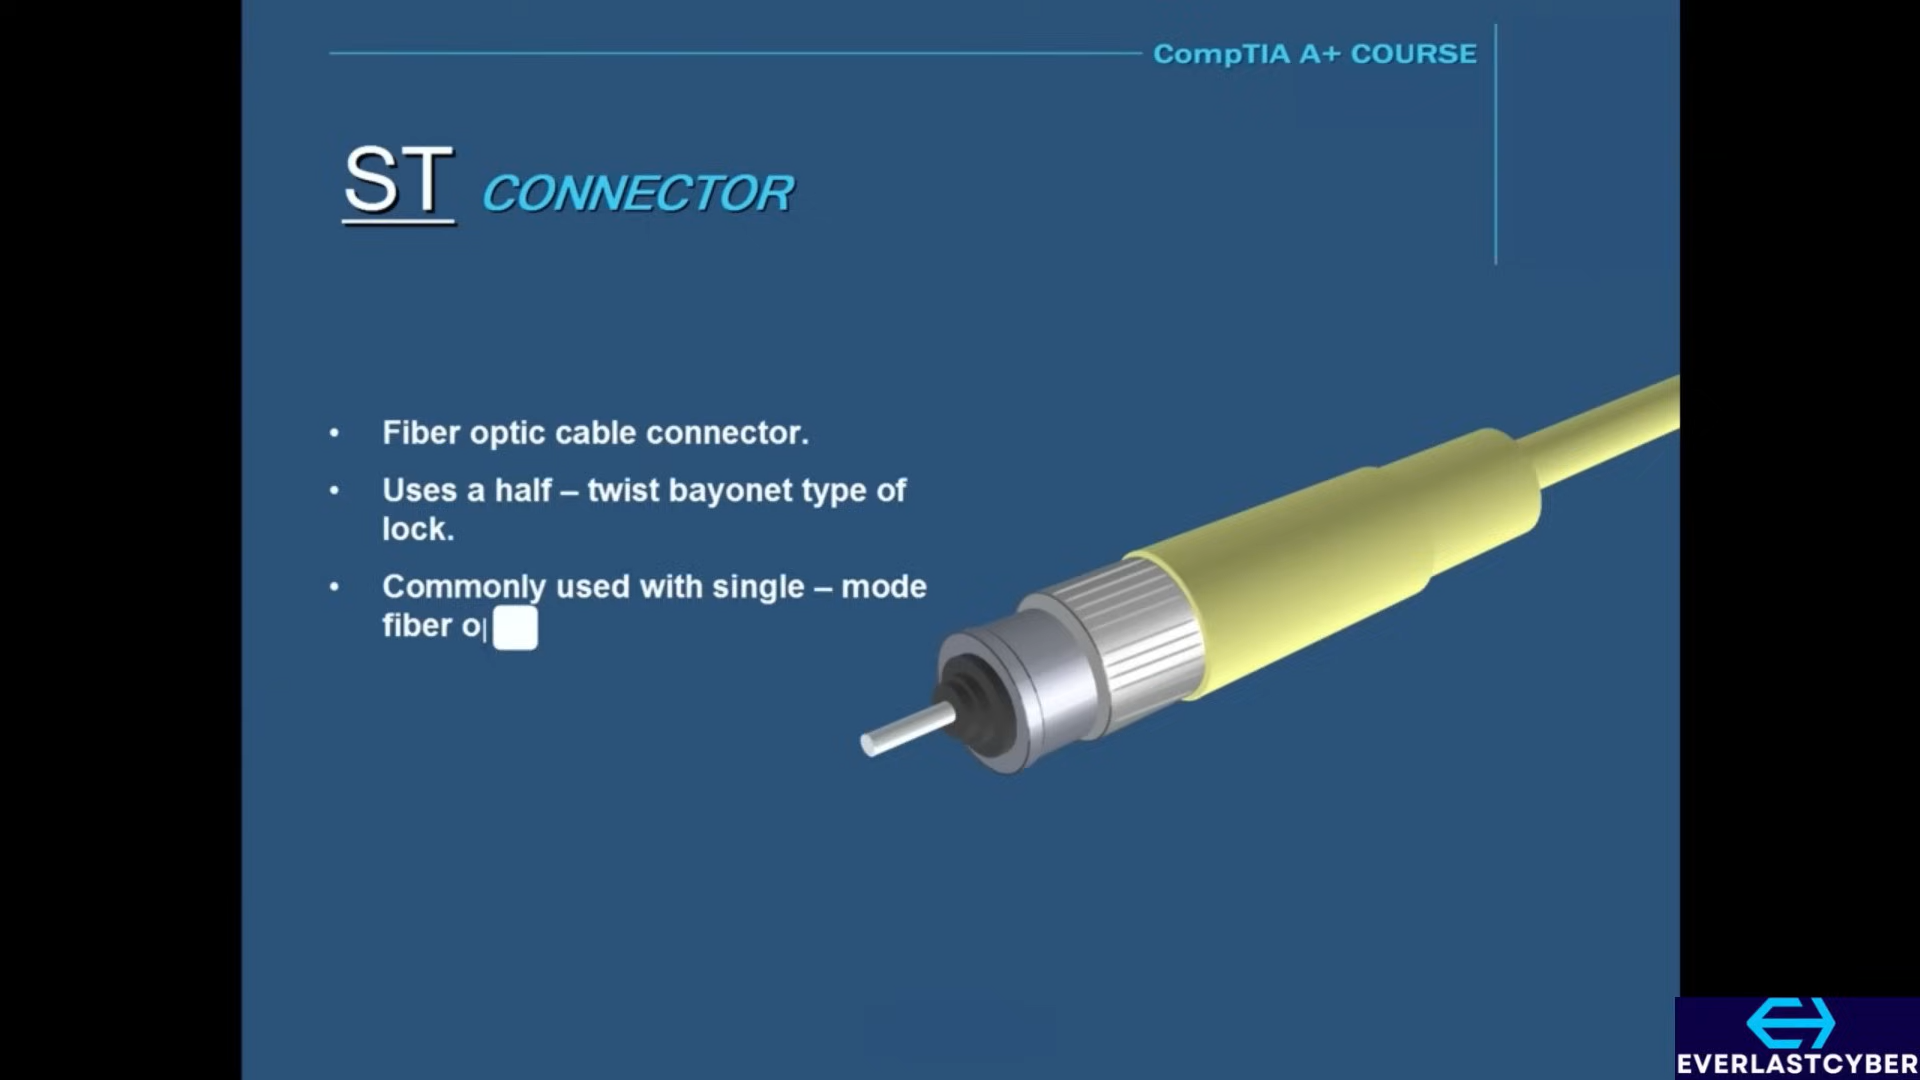 CompTIA A+ COURSE
ST CONNECTOR
• Fiber optic cable connector.
• Uses a half – twist bayonet type of
lock.
• Commonly used with single – mode
fiber
EVERLASTCYBER